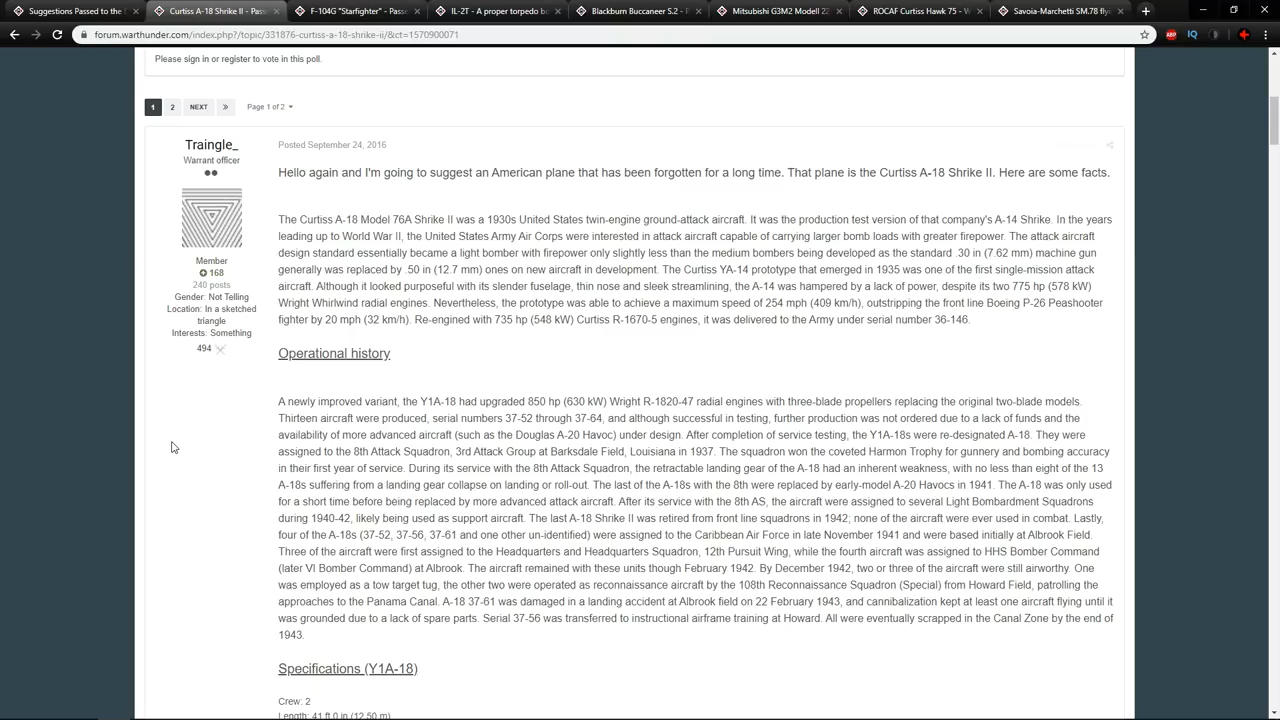 Suggestions Passed to the D
Curtiss A-18 Shrike II - Pass
F-104G "Starfighter" - Passe
IL-2T - A proper torpedo bo
Blackburn Buccaneer S.2 - P
Mitsubishi G3M2 Model 22
ROCAF Curtiss Hawk 75 - W
Savoia-Marchetti SM.78 flyi
forum.warthunder.com/index.php?/topic/331876-curtiss-a-18-shrike-ii/&ct=1570900071
Please sign in or register to vote in this poll.
1 2 NEXT » Page 1 of 2
Traingle_
Warrant officer
Member
168
240 posts
Gender: Not Telling
Location: In a sketched
triangle
Interests: Something
494
Posted September 24, 2016
Hello again and I'm going to suggest an American plane that has been forgotten for a long time. That plane is the Curtiss A-18 Shrike II. Here are some facts.
The Curtiss A-18 Model 76A Shrike II was a 1930s United States twin-engine ground-attack aircraft. It was the production test version of that company's A-14 Shrike. In the years
leading up to World War II, the United States Army Air Corps were interested in attack aircraft capable of carrying larger bomb loads with greater firepower. The attack aircraft
design standard essentially became a light bomber with firepower only slightly less than the medium bombers being developed as the standard .30 in (7.62 mm) machine gun
generally was replaced by .50 in (12.7 mm) ones on new aircraft in development. The Curtiss YA-14 prototype that emerged in 1935 was one of the first single-mission attack
aircraft. Although it looked purposeful with its slender fuselage, thin nose and sleek streamlining, the A-14 was hampered by a lack of power, despite its two 775 hp (578 kW)
Wright Whirlwind radial engines. Nevertheless, the prototype was able to achieve a maximum speed of 254 mph (409 km/h), outstripping the front line Boeing P-26 Peashooter
fighter by 20 mph (32 km/h). Re-engined with 735 hp (548 kW) Curtiss R-1670-5 engines, it was delivered to the Army under serial number 36-146.
Operational history
A newly improved variant, the Y1A-18 had upgraded 850 hp (630 kW) Wright R-1820-47 radial engines with three-blade propellers replacing the original two-blade models.
Thirteen aircraft were produced, serial numbers 37-52 through 37-64, and although successful in testing, further production was not ordered due to a lack of funds and the
availability of more advanced aircraft (such as the Douglas A-20 Havoc) under design. After completion of service testing, the Y1A-18s were re-designated A-18. They were
assigned to the 8th Attack Squadron, 3rd Attack Group at Barksdale Field, Louisiana in 1937. The squadron won the coveted Harmon Trophy for gunnery and bombing accuracy
in their first year of service. During its service with the 8th Attack Squadron, the retractable landing gear of the A-18 had an inherent weakness, with no less than eight of the 13
A-18s suffering from a landing gear collapse on landing or roll-out. The last of the A-18s with the 8th were replaced by early-model A-20 Havocs in 1941. The A-18 was only used
for a short time before being replaced by more advanced attack aircraft. After its service with the 8th AS, the aircraft were assigned to several Light Bombardment Squadrons
during 1940-42, likely being used as support aircraft. The last A-18 Shrike II was retired from front line squadrons in 1942; none of the aircraft were ever used in combat. Lastly,
four of the A-18s (37-52, 37-56, 37-61 and one other un-identified) were assigned to the Caribbean Air Force in late November 1941 and were based initially at Albrook Field.
Three of the aircraft were first assigned to the Headquarters and Headquarters Squadron, 12th Pursuit Wing, while the fourth aircraft was assigned to HHS Bomber Command
(later VI Bomber Command) at Albrook. The aircraft remained with these units though February 1942. By December 1942, two or three of the aircraft were still airworthy. One
was employed as a tow target tug, the other two were operated as reconnaissance aircraft by the 108th Reconnaissance Squadron (Special) from Howard Field, patrolling the
approaches to the Panama Canal. A-18 37-61 was damaged in a landing accident at Albrook field on 22 February 1943, and cannibalization kept at least one aircraft flying until it
was grounded due to a lack of spare parts. Serial 37-56 was transferred to instructional airframe training at Howard. All were eventually scrapped in the Canal Zone by the end of
1943.
Specifications (Y1A-18)
Crew: 2
Length: 41 ft 0 in (12.50 m)